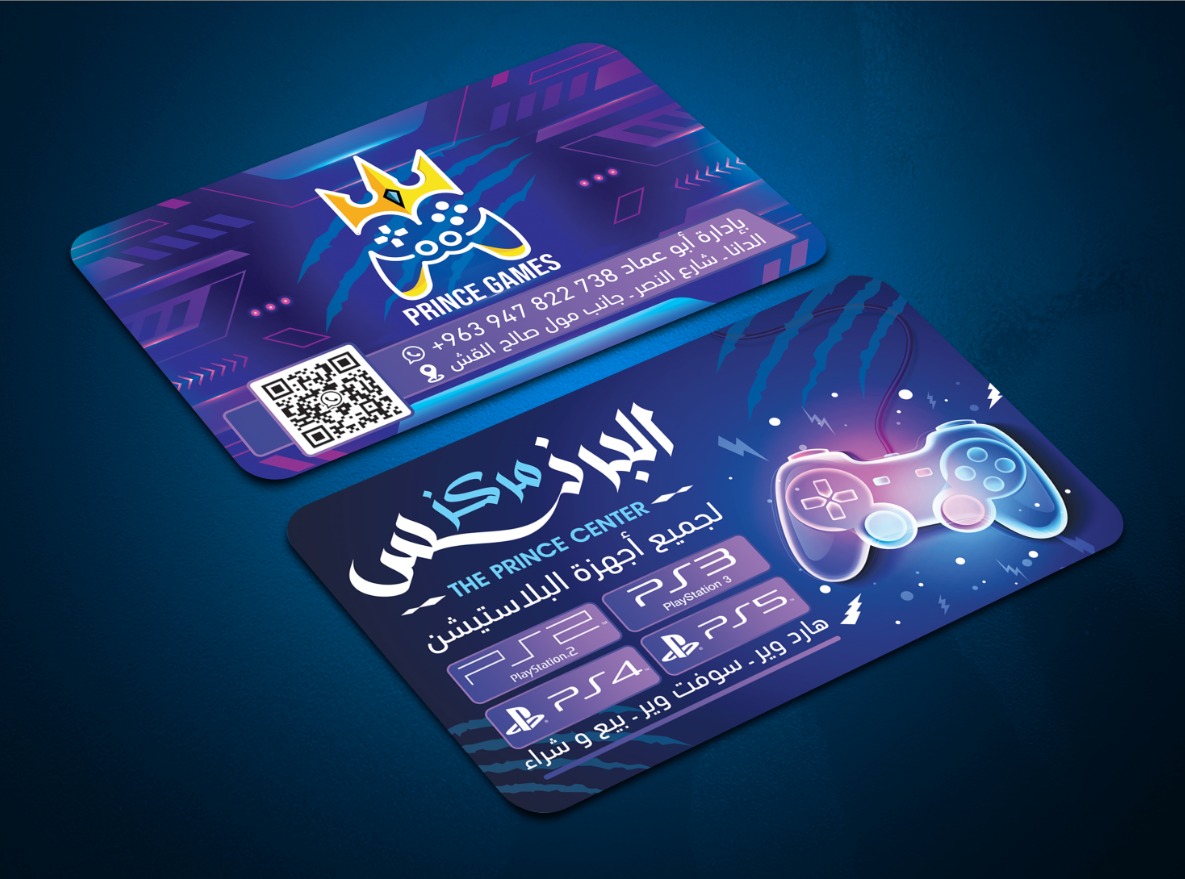 PRINCE GAMES
بإدارة أبو عماد +963 947 822 738
الدانا - شارع النصر - جانب مول صالح القش
مركز البرنس
THE PRINCE CENTER
لجميع أجهزة البلاستيشن
PS2
PlayStation.2
PS3
PlayStation 3
PS4
PS5
هارد وير - سوفت وير - بيع و شراء